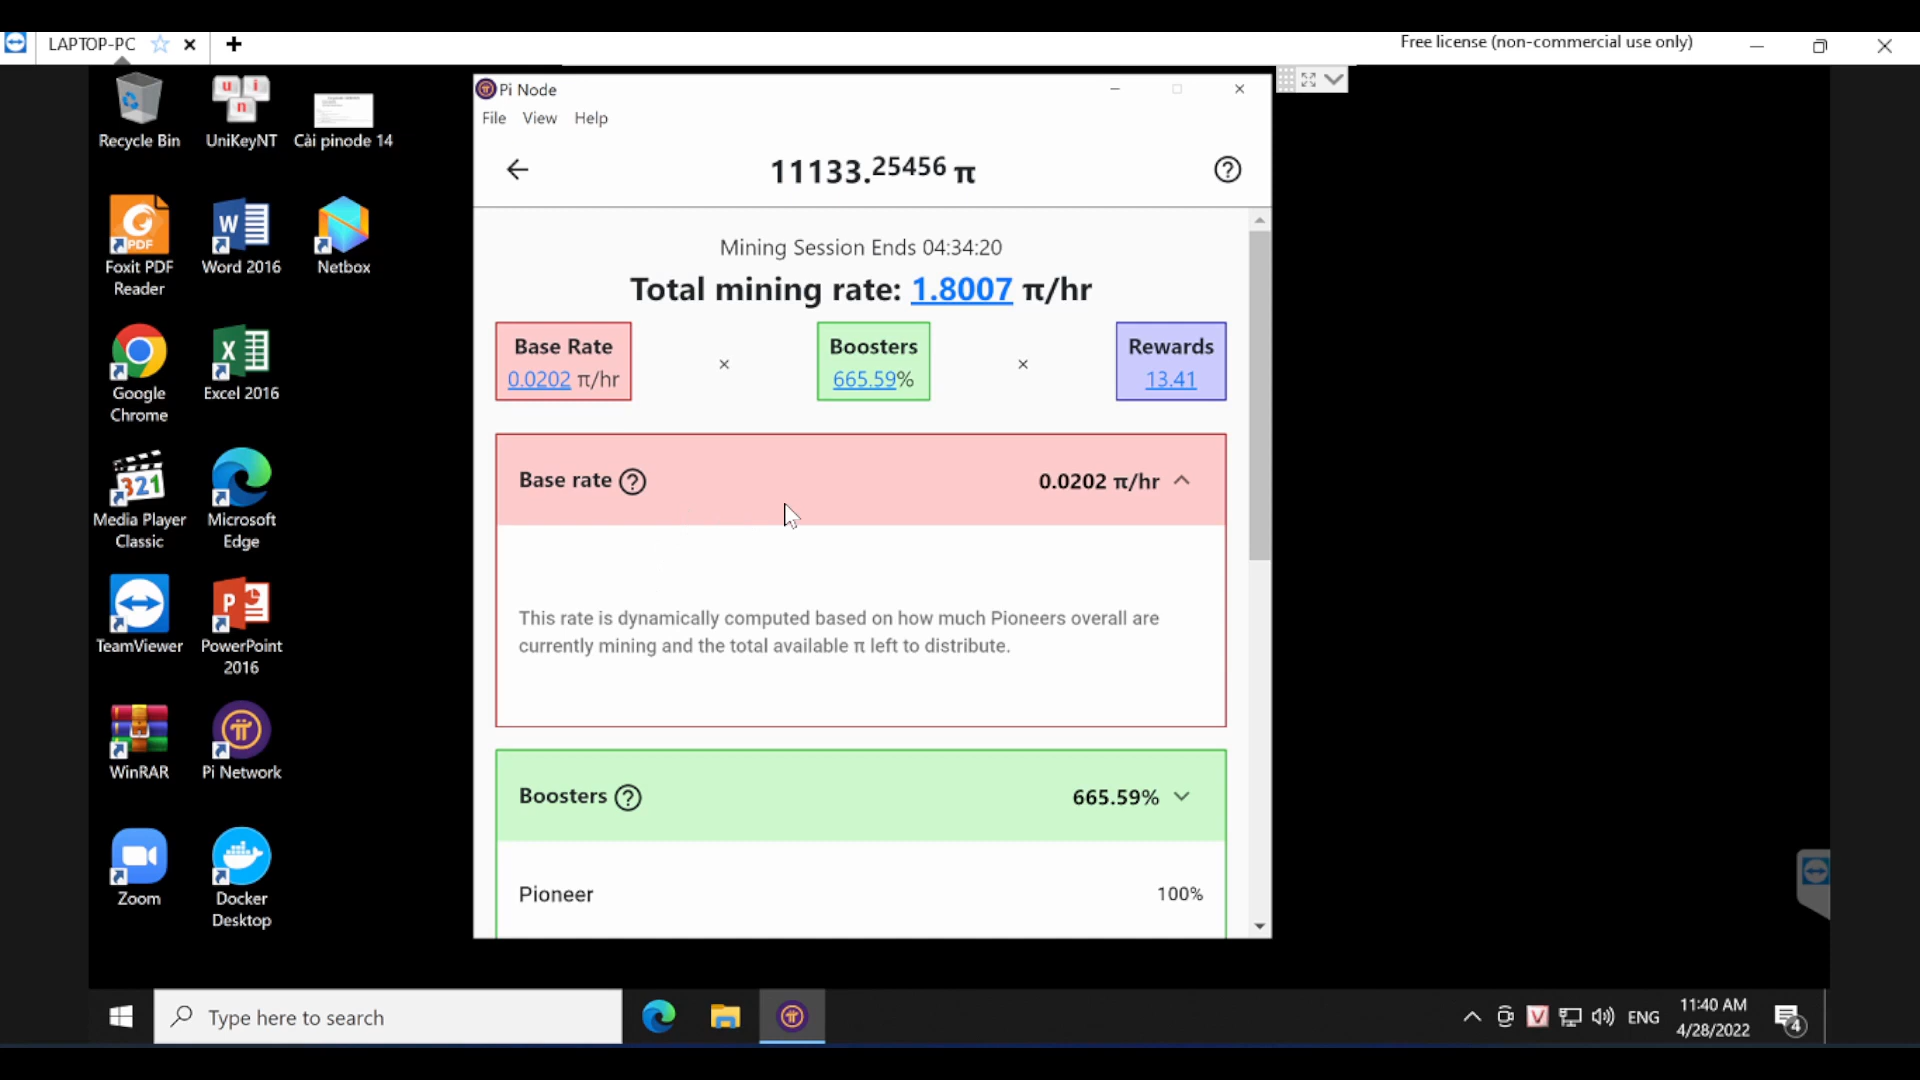 LAPTOP-PC
Free license (non-commercial use only)
Recycle Bin
UniKeyNT
Cài pinode 14
Foxit PDF
Reader
Word 2016
Netbox
Google
Chrome
Excel 2016
Media Player
Classic
Microsoft
Edge
TeamViewer
PowerPoint
2016
WinRAR
Pi Network
Zoom
Docker
Desktop
Pi Node
File View Help
11133.25456 π
Mining Session Ends 04:34:20
Total mining rate: 1.8007 π/hr
Base Rate
0.0202 π/hr
×
Boosters
665.59%
×
Rewards
13.41
Base rate ? 0.0202 π/hr
This rate is dynamically computed based on how much Pioneers overall are
currently mining and the total available π left to distribute.
Boosters ? 665.59%
Pioneer 100%
Type here to search
ENG
11:40 AM
4/28/2022
4